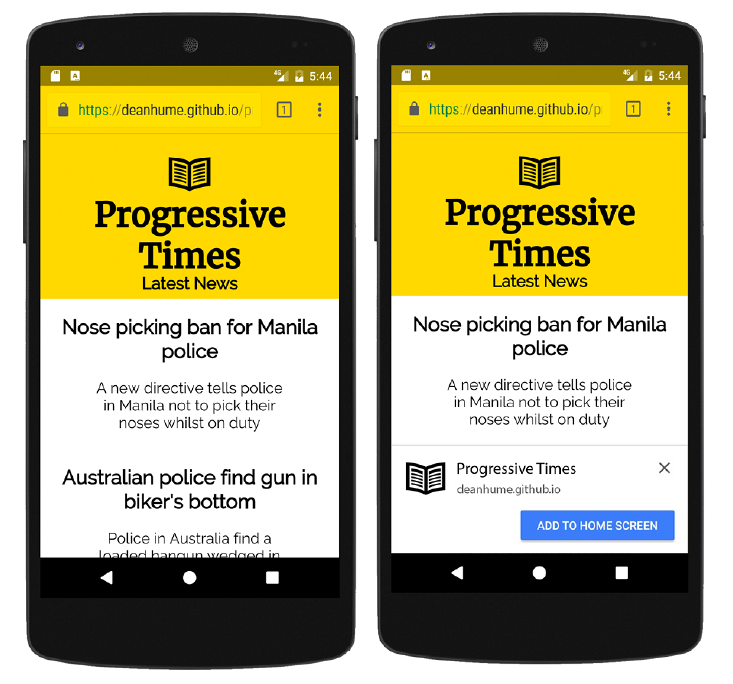 4G 5:44
https://deanhume.github.io/p
1
Progressive
Times
Latest News
Nose picking ban for Manila
police
A new directive tells police
in Manila not to pick their
noses whilst on duty
Australian police find gun in
biker's bottom
Police in Australia find a
loaded hangun wedged in
4G 5:44
https://deanhume.github.io/p
1
Progressive
Times
Latest News
Nose picking ban for Manila
police
A new directive tells police
in Manila not to pick their
noses whilst on duty
Progressive Times
deanhume.github.io
ADD TO HOME SCREEN